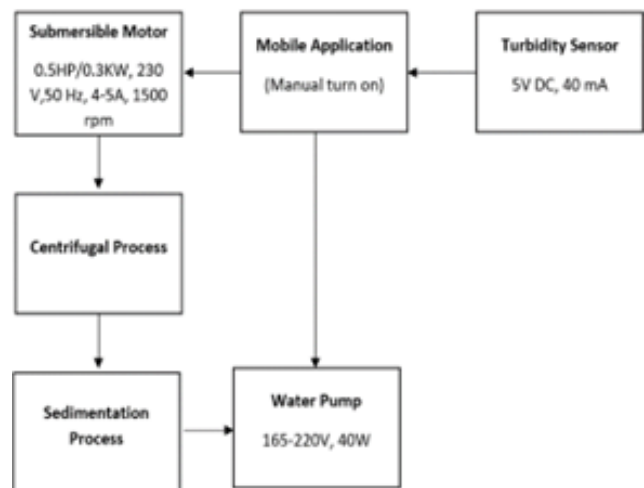 Submersible Motor
0.5HP/0.3KW, 230
V,50 Hz, 4-5A, 1500
rpm
Mobile Application
(Manual turn on)
Turbidity Sensor
5V DC, 40 mA
Centrifugal Process
Sedimentation
Process
Water Pump
165-220V, 40W